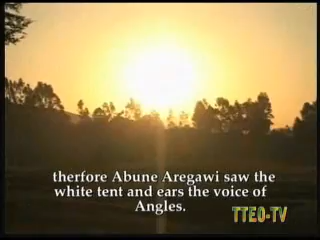 therfore Abune Aregawi saw the
white tent and ears the voice of
Angles.
TTEO-TV